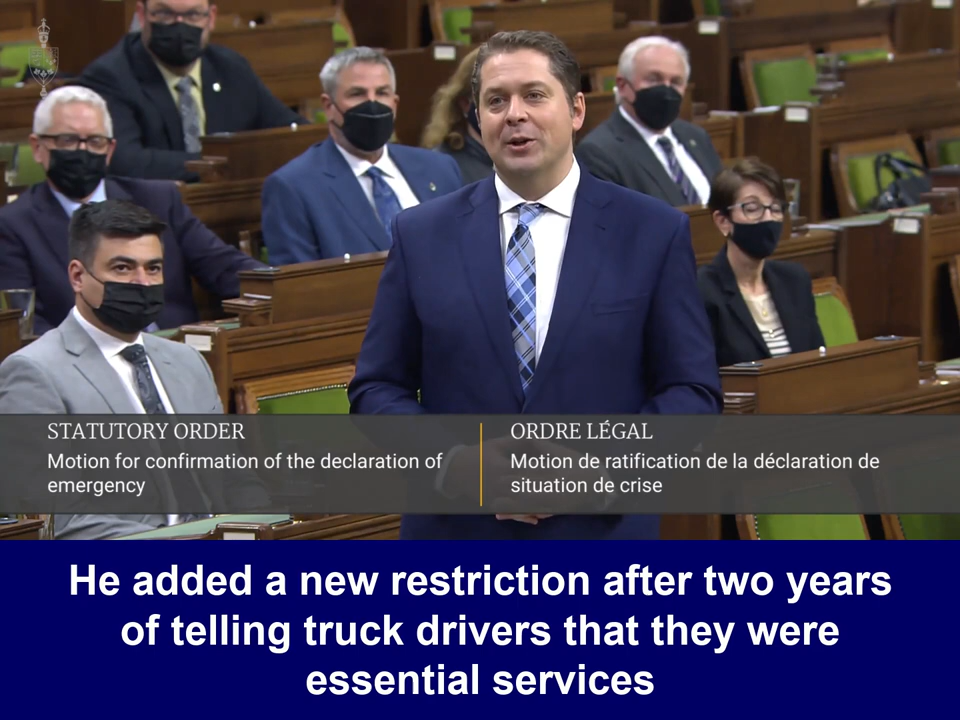 STATUTORY ORDER
Motion for confirmation of the declaration of
emergency
ORDRE LÉGAL
Motion de ratification de la déclaration de
situation de crise
He added a new restriction after two years
of telling truck drivers that they were
essential services